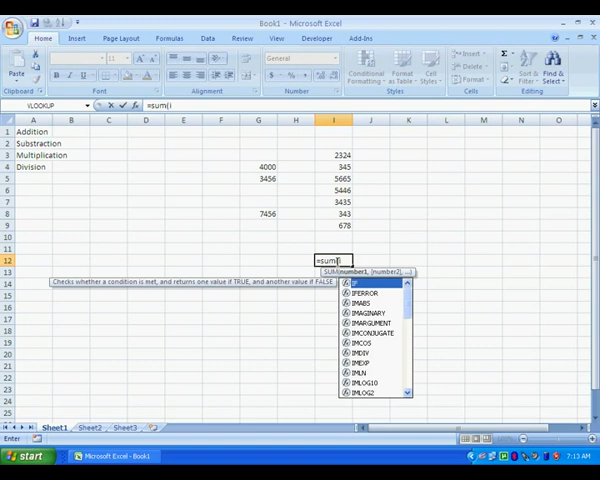 Book1 - Microsoft Excel
Home Insert Page Layout Formulas Data Review View Developer Add-Ins
Paste
11
B I U
General
$ % ,
Conditional Formatting
Format as Table
Cell Styles
Insert
Delete
Format
Sort & Filter
Find & Select
Clipboard Font Alignment Number Styles Cells Editing
VLOOKUP =sum(i
A B C D E F G H I J K L M N O
1 Addition
2 Substraction
3 Multiplication 2324
4 Division 4000 345
5 3456 5665
6 5446
7 3435
8 7456 343
9 678
10
11
12 =sum(i
13 SUM(number1, [number2], ...)
14 Checks whether a condition is met, and returns one value if TRUE, and another value if FALSE IF
15 IFERROR
16 IMABS
IMAGINARY
17 IMARGUMENT
18 IMCONJUGATE
19 IMCOS
20 IMDIV
IMEXP
21 IMLN
22 IMLOG10
23 IMLOG2
24
25
Sheet1 Sheet2 Sheet3
Enter 100%
start Microsoft Excel - Book1 7:13 AM